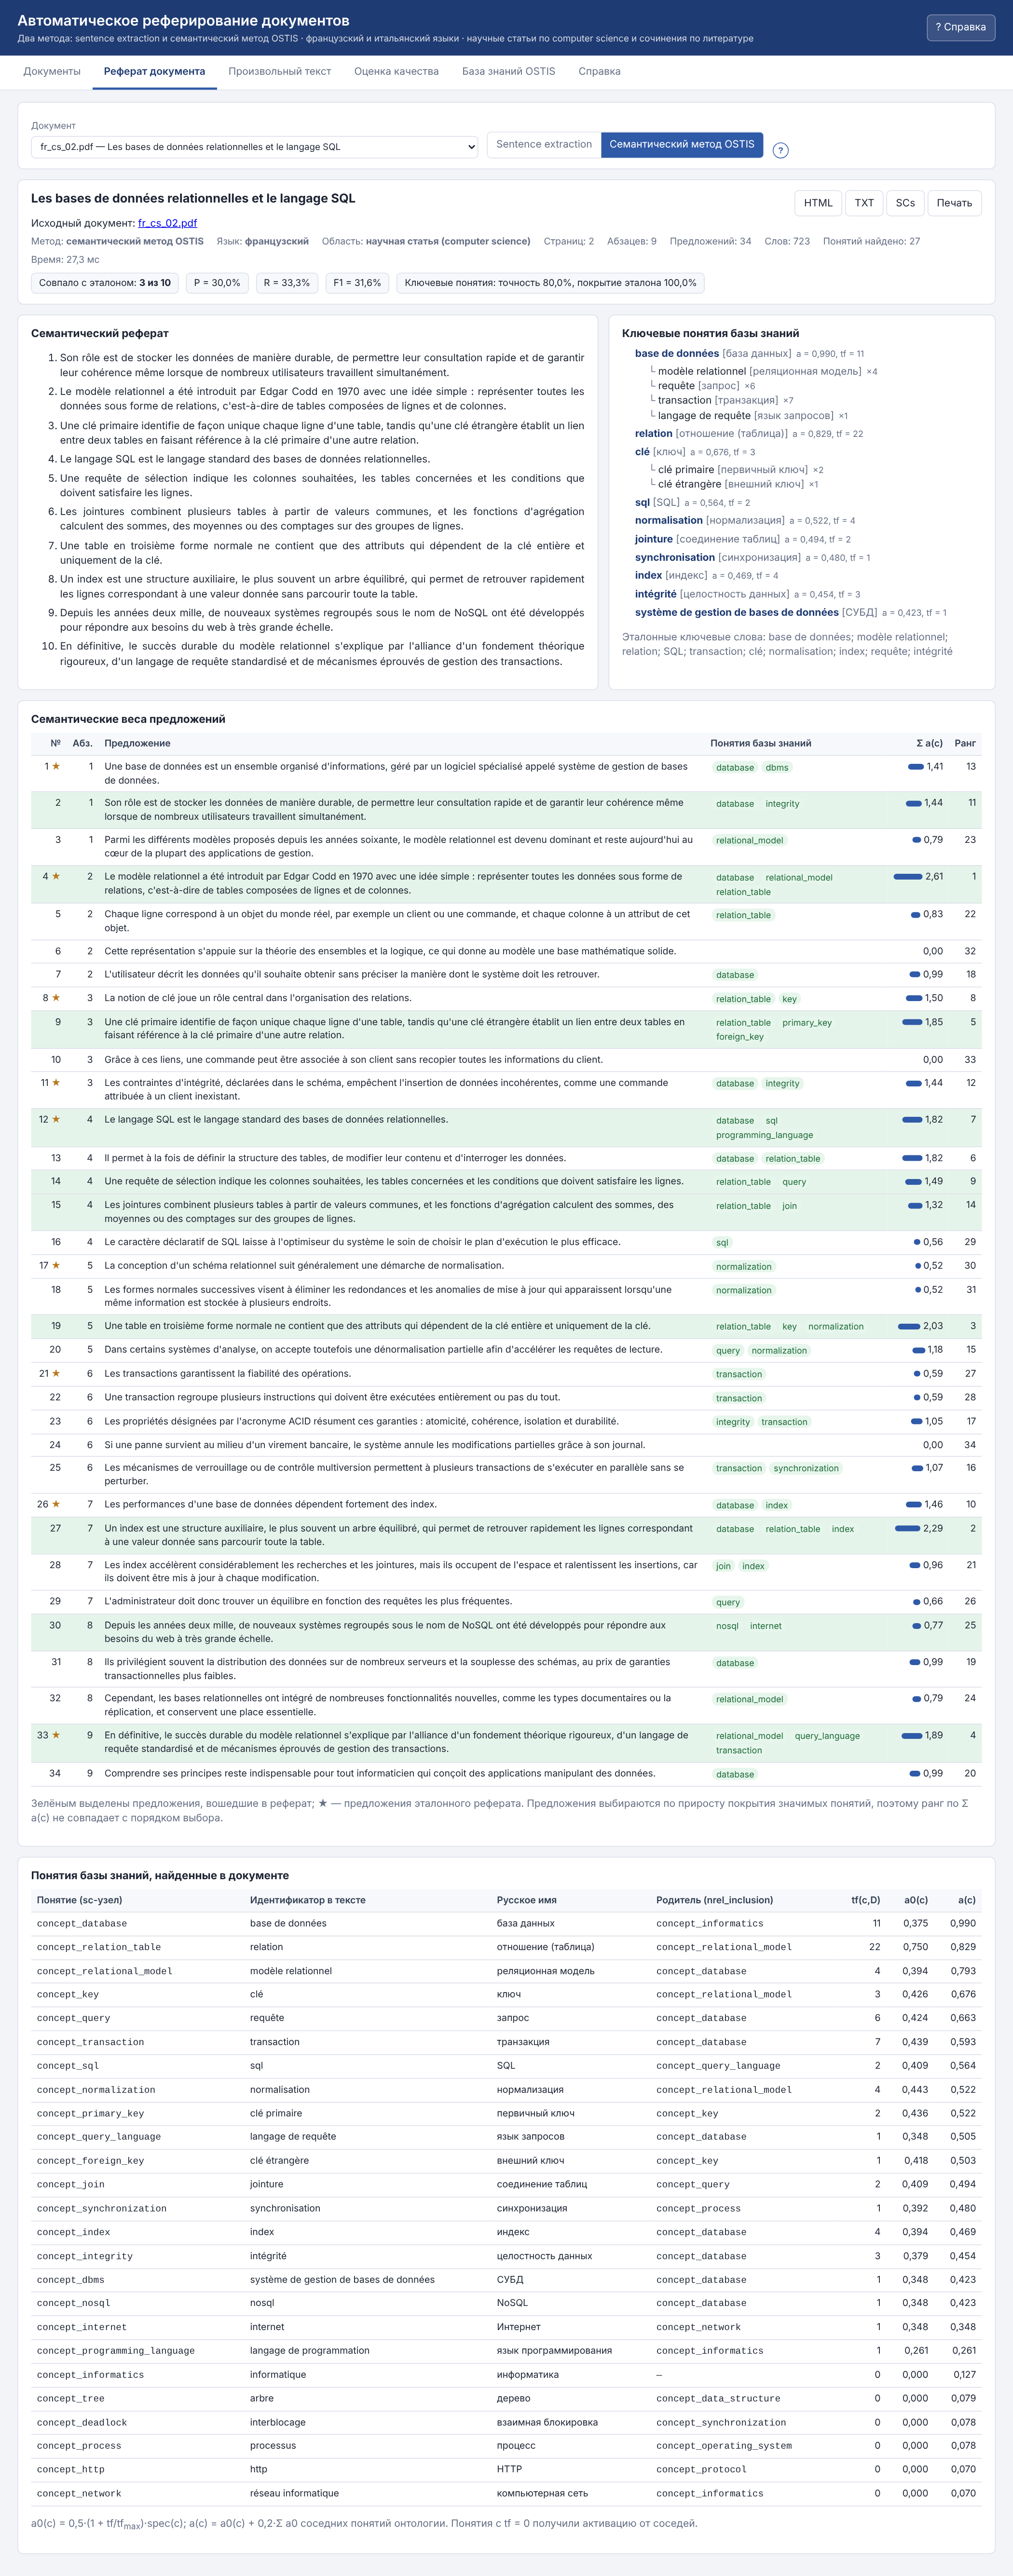 Автоматическое реферирование документов
Два метода: sentence extraction и семантический метод OSTIS · французский и итальянский языки · научные статьи по computer science и сочинения по литературе
? Справка
Документы Реферат документа Произвольный текст Оценка качества База знаний OSTIS Справка
Документ
fr_cs_02.pdf — Les bases de données relationnelles et le langage SQL Sentence extraction Семантический метод OSTIS ?
Les bases de données relationnelles et le langage SQL
HTML TXT SCs Печать
Исходный документ: fr_cs_02.pdf
Метод: семантический метод OSTIS Язык: французский Область: научная статья (computer science) Страниц: 2 Абзацев: 9 Предложений: 34 Слов: 723 Понятий найдено: 27
Время: 27,3 мс
Совпало с эталоном: 3 из 10 P = 30,0% R = 33,3% F1 = 31,6% Ключевые понятия: точность 80,0%, покрытие эталона 100,0%
Семантический реферат
1. Son rôle est de stocker les données de manière durable, de permettre leur consultation rapide et de garantir
leur cohérence même lorsque de nombreux utilisateurs travaillent simultanément.
2. Le modèle relationnel a été introduit par Edgar Codd en 1970 avec une idée simple : représenter toutes les
données sous forme de relations, c'est-à-dire de tables composées de lignes et de colonnes.
3. Une clé primaire identifie de façon unique chaque ligne d'une table, tandis qu'une clé étrangère établit un lien
entre deux tables en faisant référence à la clé primaire d'une autre relation.
4. Le langage SQL est le langage standard des bases de données relationnelles.
5. Une requête de sélection indique les colonnes souhaitées, les tables concernées et les conditions que
doivent satisfaire les lignes.
6. Les jointures combinent plusieurs tables à partir de valeurs communes, et les fonctions d'agrégation
calculent des sommes, des moyennes ou des comptages sur des groupes de lignes.
7. Une table en troisième forme normale ne contient que des attributs qui dépendent de la clé entière et
uniquement de la clé.
8. Un index est une structure auxiliaire, le plus souvent un arbre équilibré, qui permet de retrouver rapidement
les lignes correspondant à une valeur donnée sans parcourir toute la table.
9. Depuis les années deux mille, de nouveaux systèmes regroupés sous le nom de NoSQL ont été développés
pour répondre aux besoins du web à très grande échelle.
10. En définitive, le succès durable du modèle relationnel s'explique par l'alliance d'un fondement théorique
rigoureux, d'un langage de requête standardisé et de mécanismes éprouvés de gestion des transactions.
Ключевые понятия базы знаний
base de données [база данных] a = 0,990, tf = 11
└ modèle relationnel [реляционная модель] ×4
└ requête [запрос] ×6
└ transaction [транзакция] ×7
└ langage de requête [язык запросов] ×1
relation [отношение (таблица)] a = 0,829, tf = 22
clé [ключ] a = 0,676, tf = 3
└ clé primaire [первичный ключ] ×2
└ clé étrangère [внешний ключ] ×1
sql [SQL] a = 0,564, tf = 2
normalisation [нормализация] a = 0,522, tf = 4
jointure [соединение таблиц] a = 0,494, tf = 2
synchronisation [синхронизация] a = 0,480, tf = 1
index [индекс] a = 0,469, tf = 4
intégrité [целостность данных] a = 0,454, tf = 3
système de gestion de bases de données [СУБД] a = 0,423, tf = 1
Эталонные ключевые слова: base de données; modèle relationnel;
relation; SQL; transaction; clé; normalisation; index; requête; intégrité
Семантические веса предложений
№ Абз. Предложение Понятия базы знаний Σ a(c) Ранг
1 ★ 1 Une base de données est un ensemble organisé d'informations, géré par un logiciel spécialisé appelé système de gestion de bases database dbms 1,41 13
de données.
2 1 Son rôle est de stocker les données de manière durable, de permettre leur consultation rapide et de garantir leur cohérence même database integrity 1,44 11
lorsque de nombreux utilisateurs travaillent simultanément.
3 1 Parmi les différents modèles proposés depuis les années soixante, le modèle relationnel est devenu dominant et reste aujourd'hui au relational_model 0,79 23
cœur de la plupart des applications de gestion.
4 ★ 2 Le modèle relationnel a été introduit par Edgar Codd en 1970 avec une idée simple : représenter toutes les données sous forme de database relational_model 2,61 1
relations, c'est-à-dire de tables composées de lignes et de colonnes. relation_table
5 2 Chaque ligne correspond à un objet du monde réel, par exemple un client ou une commande, et chaque colonne à un attribut de cet relation_table 0,83 22
objet.
6 2 Cette représentation s'appuie sur la théorie des ensembles et la logique, ce qui donne au modèle une base mathématique solide. 0,00 32
7 2 L'utilisateur décrit les données qu'il souhaite obtenir sans préciser la manière dont le système doit les retrouver. database 0,99 18
8 ★ 3 La notion de clé joue un rôle central dans l'organisation des relations. relation_table key 1,50 8
9 3 Une clé primaire identifie de façon unique chaque ligne d'une table, tandis qu'une clé étrangère établit un lien entre deux tables en relation_table primary_key 1,85 5
faisant référence à la clé primaire d'une autre relation. foreign_key
10 3 Grâce à ces liens, une commande peut être associée à son client sans recopier toutes les informations du client. 0,00 33
11 ★ 3 Les contraintes d'intégrité, déclarées dans le schéma, empêchent l'insertion de données incohérentes, comme une commande database integrity 1,44 12
attribuée à un client inexistant.
12 ★ 4 Le langage SQL est le langage standard des bases de données relationnelles. database sql 1,82 7
programming_language
13 4 Il permet à la fois de définir la structure des tables, de modifier leur contenu et d'interroger les données. database relation_table 1,82 6
14 4 Une requête de sélection indique les colonnes souhaitées, les tables concernées et les conditions que doivent satisfaire les lignes. relation_table query 1,49 9
15 4 Les jointures combinent plusieurs tables à partir de valeurs communes, et les fonctions d'agrégation calculent des sommes, des relation_table join 1,32 14
moyennes ou des comptages sur des groupes de lignes.
16 4 Le caractère déclaratif de SQL laisse à l'optimiseur du système le soin de choisir le plan d'exécution le plus efficace. sql 0,56 29
17 ★ 5 La conception d'un schéma relationnel suit généralement une démarche de normalisation. normalization 0,52 30
18 5 Les formes normales successives visent à éliminer les redondances et les anomalies de mise à jour qui apparaissent lorsqu'une normalization 0,52 31
même information est stockée à plusieurs endroits.
19 5 Une table en troisième forme normale ne contient que des attributs qui dépendent de la clé entière et uniquement de la clé. relation_table key normalization 2,03 3
20 5 Dans certains systèmes d'analyse, on accepte toutefois une dénormalisation partielle afin d'accélérer les requêtes de lecture. query normalization 1,18 15
21 ★ 6 Les transactions garantissent la fiabilité des opérations. transaction 0,59 27
22 6 Une transaction regroupe plusieurs instructions qui doivent être exécutées entièrement ou pas du tout. transaction 0,59 28
23 6 Les propriétés désignées par l'acronyme ACID résument ces garanties : atomicité, cohérence, isolation et durabilité. integrity transaction 1,05 17
24 6 Si une panne survient au milieu d'un virement bancaire, le système annule les modifications partielles grâce à son journal. 0,00 34
25 6 Les mécanismes de verrouillage ou de contrôle multiversion permettent à plusieurs transactions de s'exécuter en parallèle sans se transaction synchronization 1,07 16
perturber.
26 ★ 7 Les performances d'une base de données dépendent fortement des index. database index 1,46 10
27 7 Un index est une structure auxiliaire, le plus souvent un arbre équilibré, qui permet de retrouver rapidement les lignes correspondant database relation_table index 2,29 2
à une valeur donnée sans parcourir toute la table.
28 7 Les index accélèrent considérablement les recherches et les jointures, mais ils occupent de l'espace et ralentissent les insertions, car join index 0,96 21
ils doivent être mis à jour à chaque modification.
29 7 L'administrateur doit donc trouver un équilibre en fonction des requêtes les plus fréquentes. query 0,66 26
30 8 Depuis les années deux mille, de nouveaux systèmes regroupés sous le nom de NoSQL ont été développés pour répondre aux nosql internet 0,77 25
besoins du web à très grande échelle.
31 8 Ils privilégient souvent la distribution des données sur de nombreux serveurs et la souplesse des schémas, au prix de garanties database 0,99 19
transactionnelles plus faibles.
32 8 Cependant, les bases relationnelles ont intégré de nombreuses fonctionnalités nouvelles, comme les types documentaires ou la relational_model 0,79 24
réplication, et conservent une place essentielle.
33 ★ 9 En définitive, le succès durable du modèle relationnel s'explique par l'alliance d'un fondement théorique rigoureux, d'un langage de relational_model query_language 1,89 4
requête standardisé et de mécanismes éprouvés de gestion des transactions. transaction
34 9 Comprendre ses principes reste indispensable pour tout informaticien qui conçoit des applications manipulant des données. database 0,99 20
Зелёным выделены предложения, вошедшие в реферат; ★ — предложения эталонного реферата. Предложения выбираются по приросту покрытия значимых понятий, поэтому ранг по Σ
a(c) не совпадает с порядком выбора.
Понятия базы знаний, найденные в документе
Понятие (sc-узел) Идентификатор в тексте Русское имя Родитель (nrel_inclusion) tf(c,D) a0(c) a(c)
concept_database base de données база данных concept_informatics 11 0,375 0,990
concept_relation_table relation отношение (таблица) concept_relational_model 22 0,750 0,829
concept_relational_model modèle relationnel реляционная модель concept_database 4 0,394 0,793
concept_key clé ключ concept_relational_model 3 0,426 0,676
concept_query requête запрос concept_database 6 0,424 0,663
concept_transaction transaction транзакция concept_database 7 0,439 0,593
concept_sql sql SQL concept_query_language 2 0,409 0,564
concept_normalization normalisation нормализация concept_relational_model 4 0,443 0,522
concept_primary_key clé primaire первичный ключ concept_key 2 0,436 0,522
concept_query_language langage de requête язык запросов concept_database 1 0,348 0,505
concept_foreign_key clé étrangère внешний ключ concept_key 1 0,418 0,503
concept_join jointure соединение таблиц concept_query 2 0,409 0,494
concept_synchronization synchronisation синхронизация concept_process 1 0,392 0,480
concept_index index индекс concept_database 4 0,394 0,469
concept_integrity intégrité целостность данных concept_database 3 0,379 0,454
concept_dbms système de gestion de bases de données СУБД concept_database 1 0,348 0,423
concept_nosql nosql NoSQL concept_database 1 0,348 0,423
concept_internet internet Интернет concept_network 1 0,348 0,348
concept_programming_language langage de programmation язык программирования concept_informatics 1 0,261 0,261
concept_informatics informatique информатика — 0 0,000 0,127
concept_tree arbre дерево concept_data_structure 0 0,000 0,079
concept_deadlock interblocage взаимная блокировка concept_synchronization 0 0,000 0,078
concept_process processus процесс concept_operating_system 0 0,000 0,078
concept_http http HTTP concept_protocol 0 0,000 0,070
concept_network réseau informatique компьютерная сеть concept_informatics 0 0,000 0,070
a0(c) = 0,5·(1 + tf/tfmax)·spec(c); a(c) = a0(c) + 0,2·Σ a0 соседних понятий онтологии. Понятия с tf = 0 получили активацию от соседей.